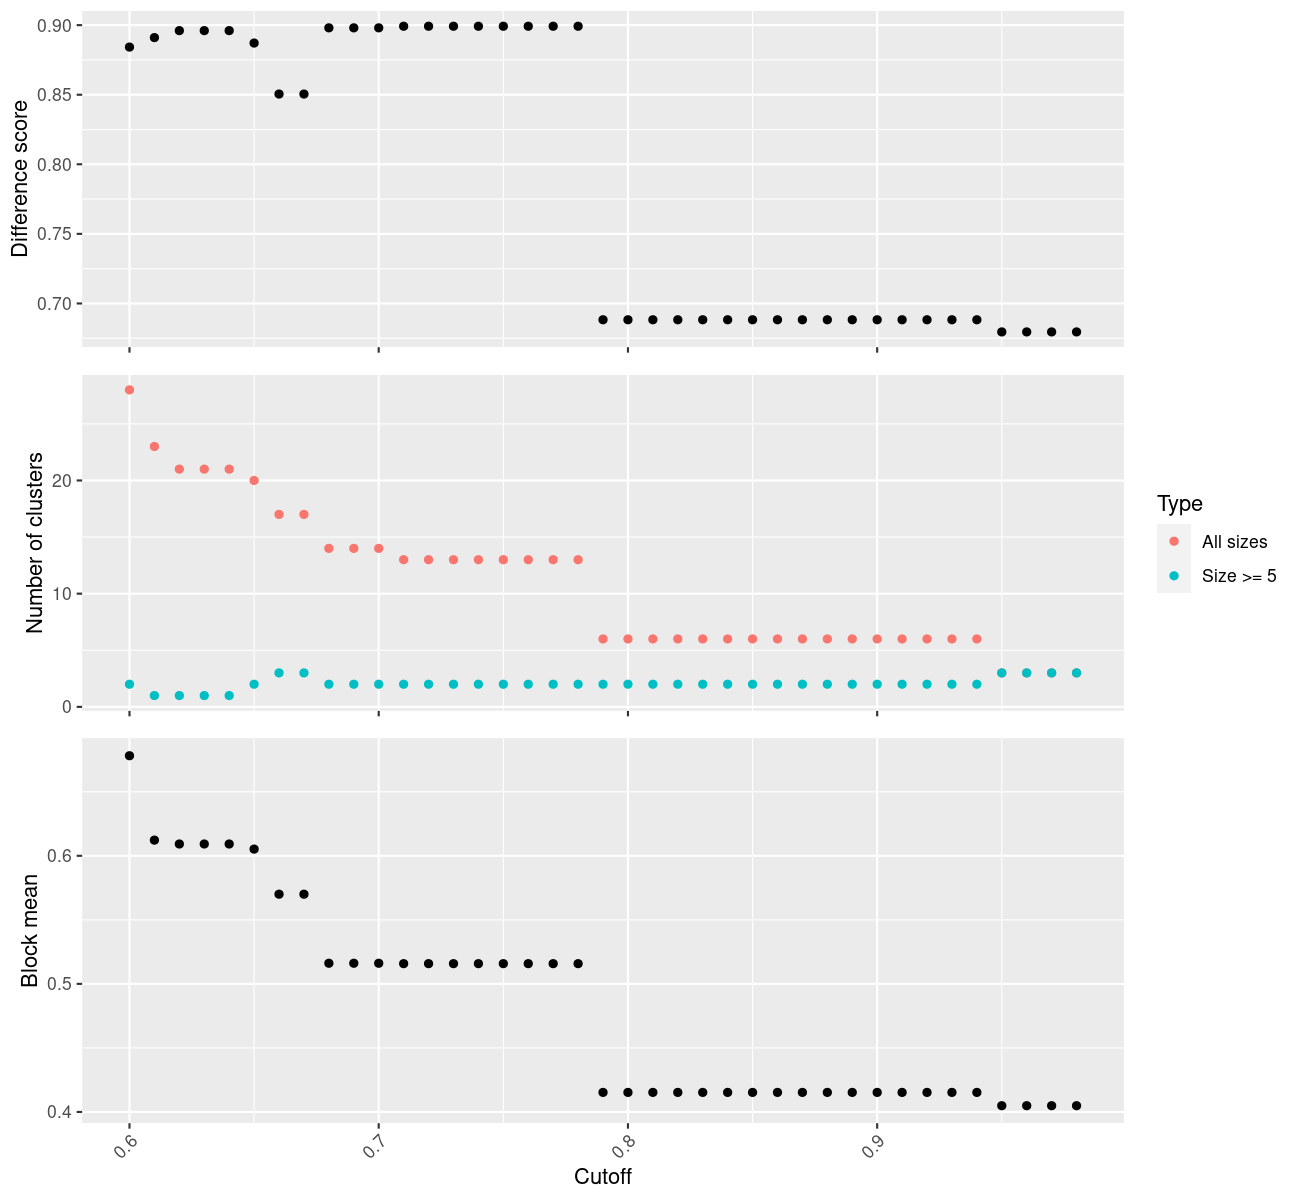 0.90
0.85
0.80
0.75
0.70
Difference score
20
10
0
Number of clusters
Type
All sizes
Size >= 5
0.6
0.5
0.4
Block mean
0.6
0.7
0.8
0.9
Cutoff